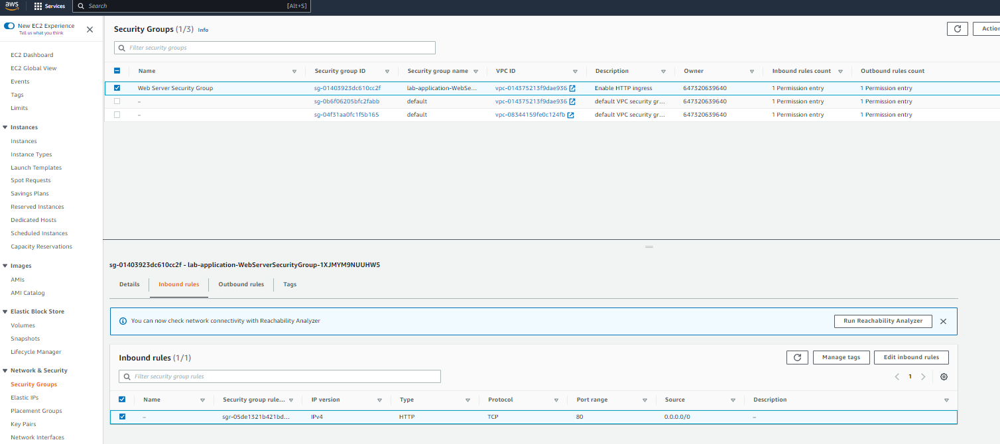 aws Services Search [Alt+S]
New EC2 Experience
Tell us what you think
EC2 Dashboard
EC2 Global View
Events
Tags
Limits
Instances
Instances
Instance Types
Launch Templates
Spot Requests
Savings Plans
Reserved Instances
Dedicated Hosts
Scheduled Instances
Capacity Reservations
Images
AMIs
AMI Catalog
Elastic Block Store
Volumes
Snapshots
Lifecycle Manager
Network & Security
Security Groups
Elastic IPs
Placement Groups
Key Pairs
Network Interfaces
Security Groups (1/3) Info
Action
Filter security groups
Name Security group ID Security group name VPC ID Description Owner Inbound rules count Outbound rules count
Web Server Security Group sg-01403923dc610cc2f lab-application-WebSe... vpc-014375213f9dae936 Enable HTTP ingress 647320639640 1 Permission entry 1 Permission entry
– sg-0b6f06205bfc2fabb default vpc-014375213f9dae936 default VPC security gr... 647320639640 1 Permission entry 1 Permission entry
– sg-04f31aa0fc1f5b165 default vpc-08344159fe0c124fb default VPC security gr... 647320639640 1 Permission entry 1 Permission entry
sg-01403923dc610cc2f - lab-application-WebServerSecurityGroup-1XJMYM9NUUHW5
Details Inbound rules Outbound rules Tags
You can now check network connectivity with Reachability Analyzer Run Reachability Analyzer
Inbound rules (1/1) Manage tags Edit inbound rules
Filter security group rules
1
Name Security group rule... IP version Type Protocol Port range Source Description
– sgr-05de1321b421bd... IPv4 HTTP TCP 80 0.0.0.0/0 –